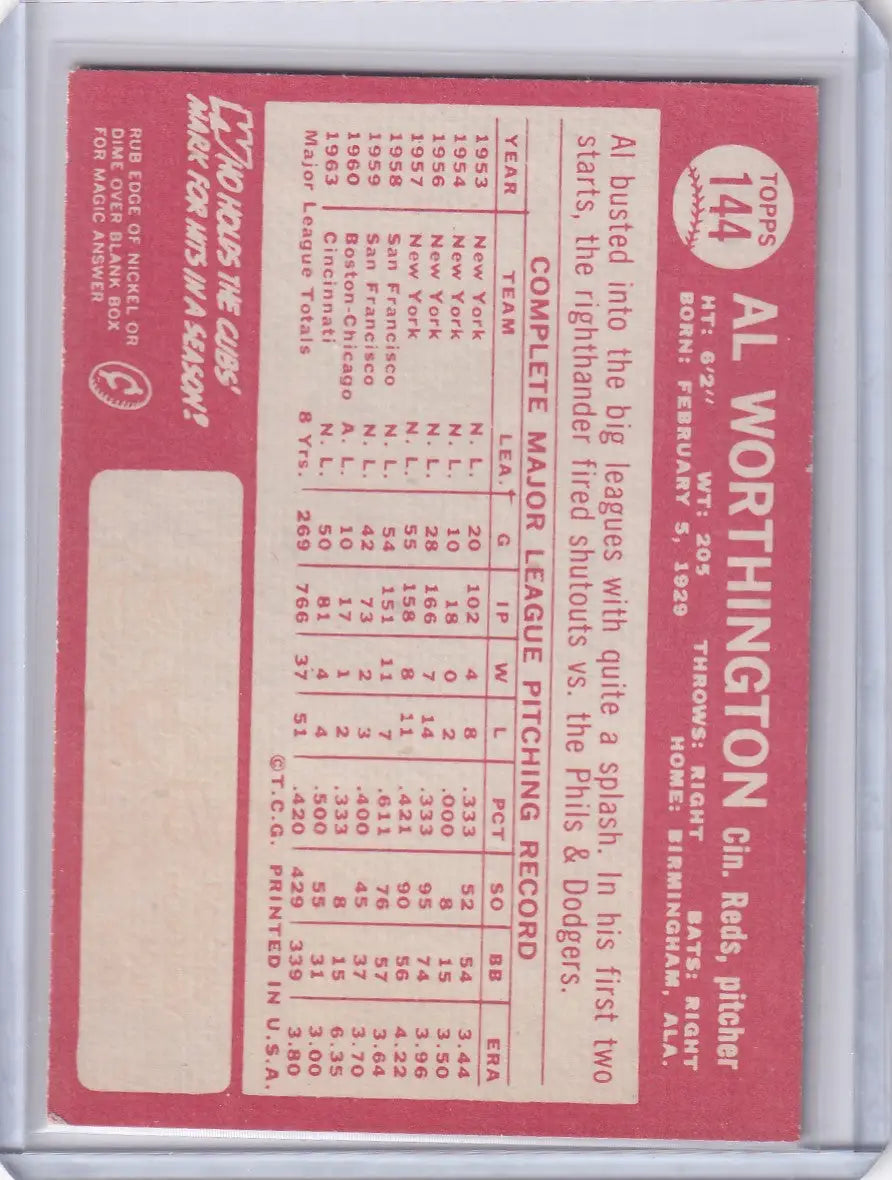 TOPPS
144
AL WORTHINGTON Cin. Reds, pitcher
HT: 6'2" WT: 205 THROWS: RIGHT BATS: RIGHT
BORN: FEBRUARY 5, 1929 HOME: BIRMINGHAM, ALA.
Al busted into the big leagues with quite a splash. In his first two
starts, the righthander fired shutouts vs. the Phils & Dodgers.
COMPLETE MAJOR LEAGUE PITCHING RECORD
YEAR TEAM LEA. G IP W L PCT SO BB ERA
1953 New York N. L. 20 102 4 8 .333 52 54 3.44
1954 New York N. L. 10 18 0 2 .000 8 15 3.50
1956 New York N. L. 28 166 7 14 .333 95 74 3.96
1957 New York N. L. 55 158 8 11 .421 90 56 4.22
1958 San Francisco N. L. 54 151 11 7 .611 76 57 3.64
1959 San Francisco N. L. 42 73 2 3 .400 45 37 3.70
1960 Boston-Chicago A. L. 10 17 1 2 .333 8 15 6.35
1963 Cincinnati N. L. 50 81 4 4 .500 55 31 3.00
Major League Totals 8 Yrs. 269 766 37 51 .420 429 339 3.80
©T.C.G. PRINTED IN U.S.A.
WHO HOLDS THE CUBS'
MARK FOR HITS IN A SEASON?
RUB EDGE OF NICKEL OR
DIME OVER BLANK BOX
FOR MAGIC ANSWER